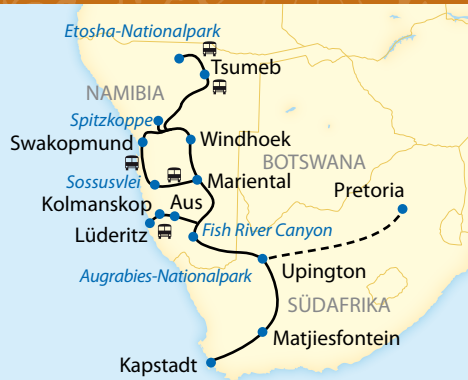 Etosha-Nationalpark
Tsumeb
NAMIBIA
Spitzkoppe
Swakopmund
Windhoek
BOTSWANA
Sossusvlei
Mariental
Pretoria
Kolmanskop
Aus
Lüderitz
Fish River Canyon
Augrabies-Nationalpark
Upington
SÜDAFRIKA
Matjiesfontein
Kapstadt